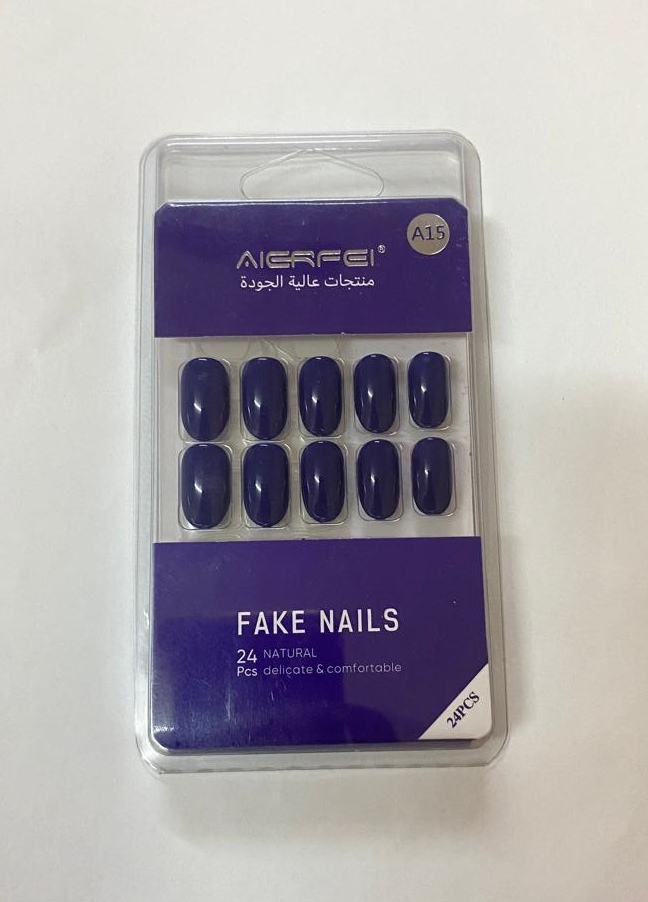 A15
AIERFEI®
منتجات عالية الجودة
FAKE NAILS
24 NATURAL
Pcs delicate & comfortable
24PCS